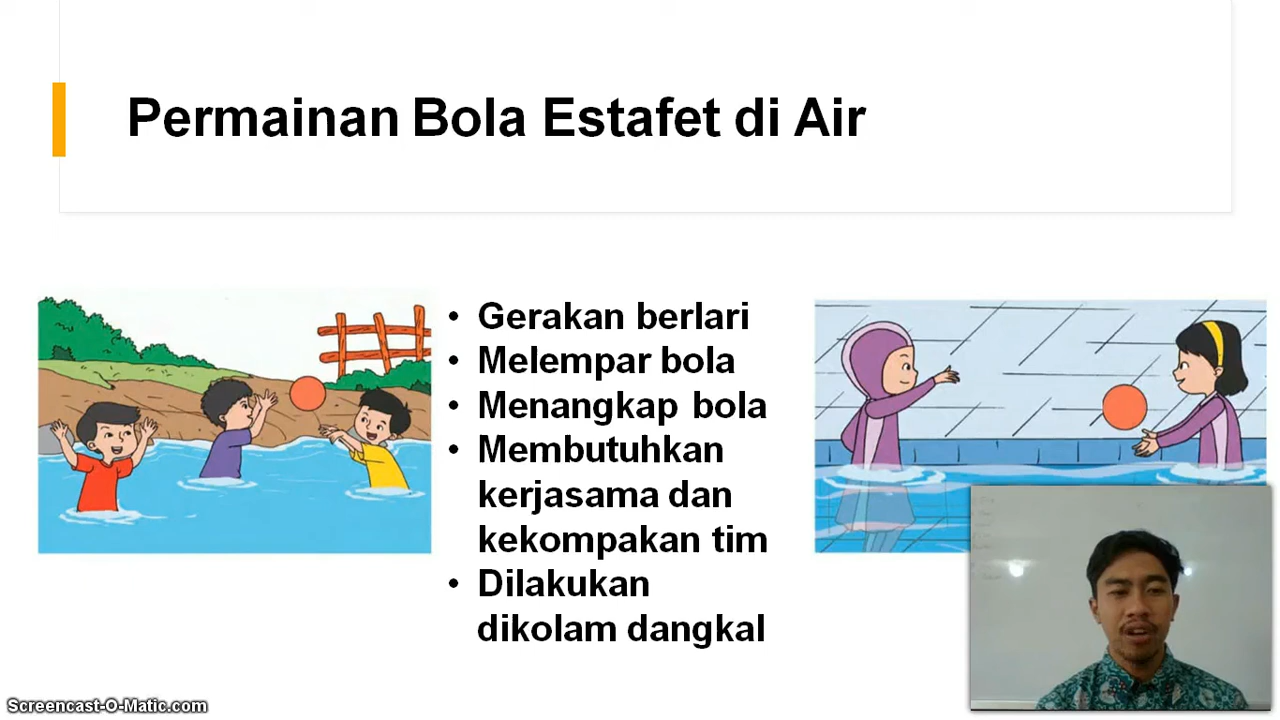 Permainan Bola Estafet di Air
• Gerakan berlari
• Melempar bola
• Menangkap bola
• Membutuhkan
kerjasama dan
kekompakan tim
• Dilakukan
dikolam dangkal
Screencast-O-Matic.com